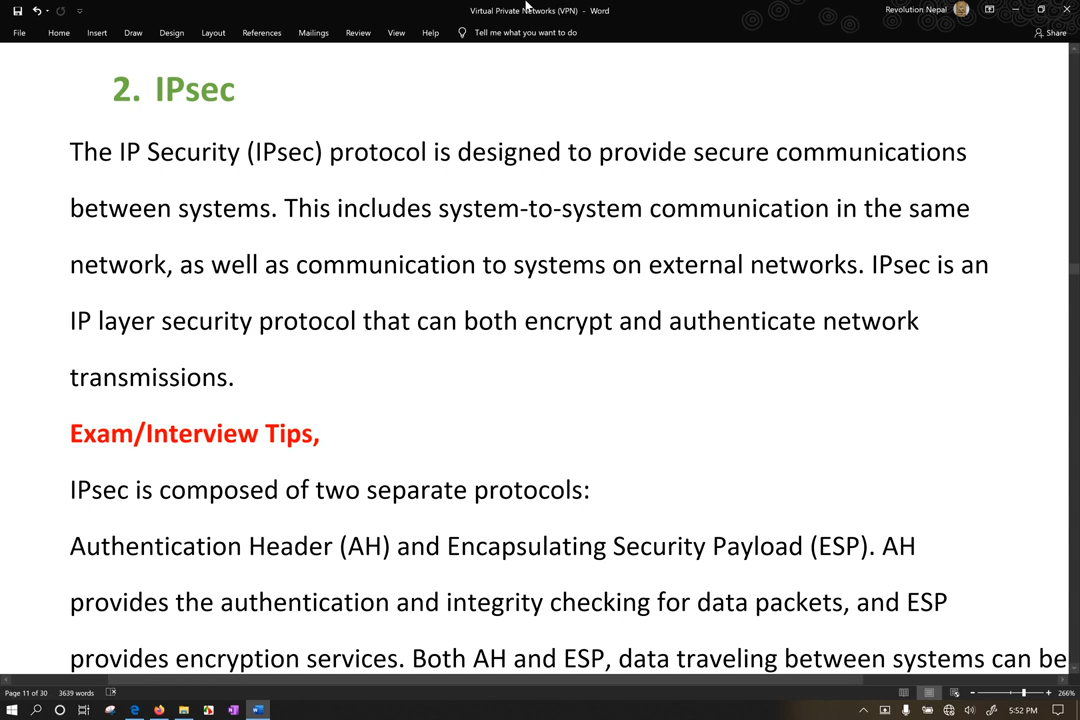 Virtual Private Networks (VPN) - Word
Revolution Nepal
File Home Insert Draw Design Layout References Mailings Review View Help Tell me what you want to do
Share
2. IPsec
The IP Security (IPsec) protocol is designed to provide secure communications
between systems. This includes system-to-system communication in the same
network, as well as communication to systems on external networks. IPsec is an
IP layer security protocol that can both encrypt and authenticate network
transmissions.
Exam/Interview Tips,
IPsec is composed of two separate protocols:
Authentication Header (AH) and Encapsulating Security Payload (ESP). AH
provides the authentication and integrity checking for data packets, and ESP
provides encryption services. Both AH and ESP, data traveling between systems can be
Page 11 of 30 3639 words
266%
5:52 PM